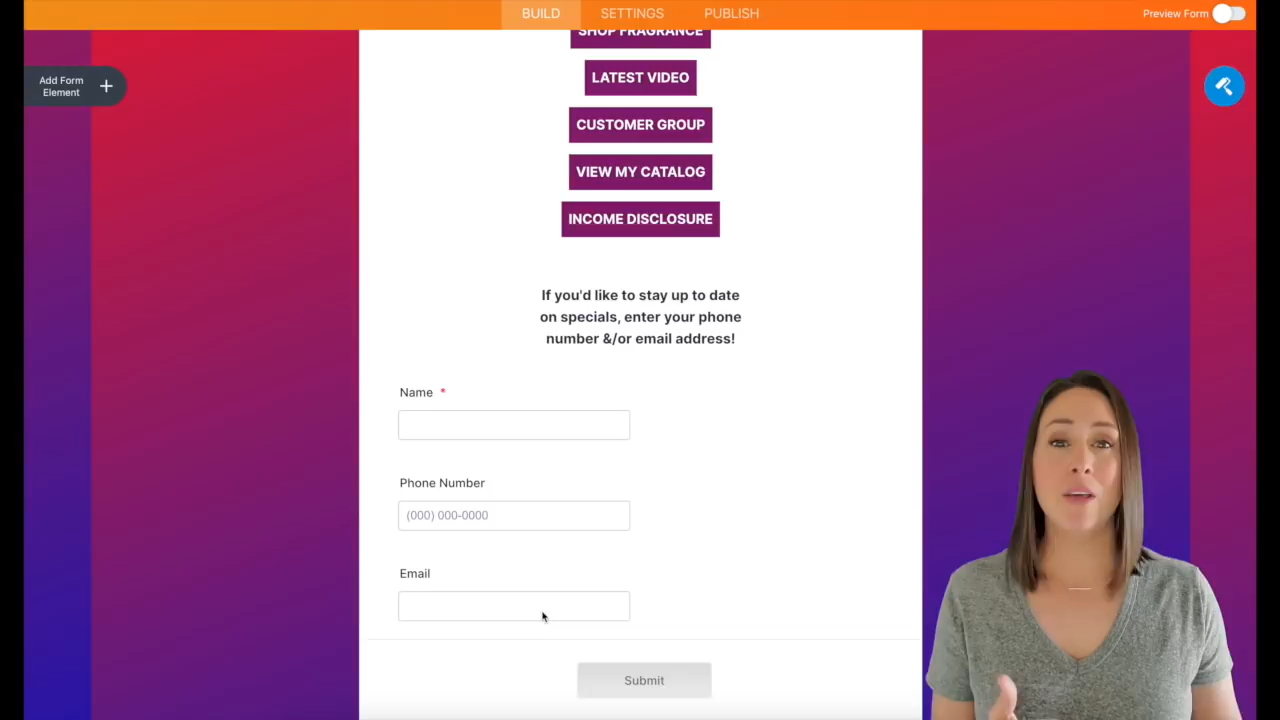 BUILD SETTINGS PUBLISH Preview Form
SHOP FRAGRANCE
Add Form
Element +
LATEST VIDEO
CUSTOMER GROUP
VIEW MY CATALOG
INCOME DISCLOSURE
If you'd like to stay up to date
on specials, enter your phone
number &/or email address!
Name *
Phone Number
(000) 000-0000
Email
Submit